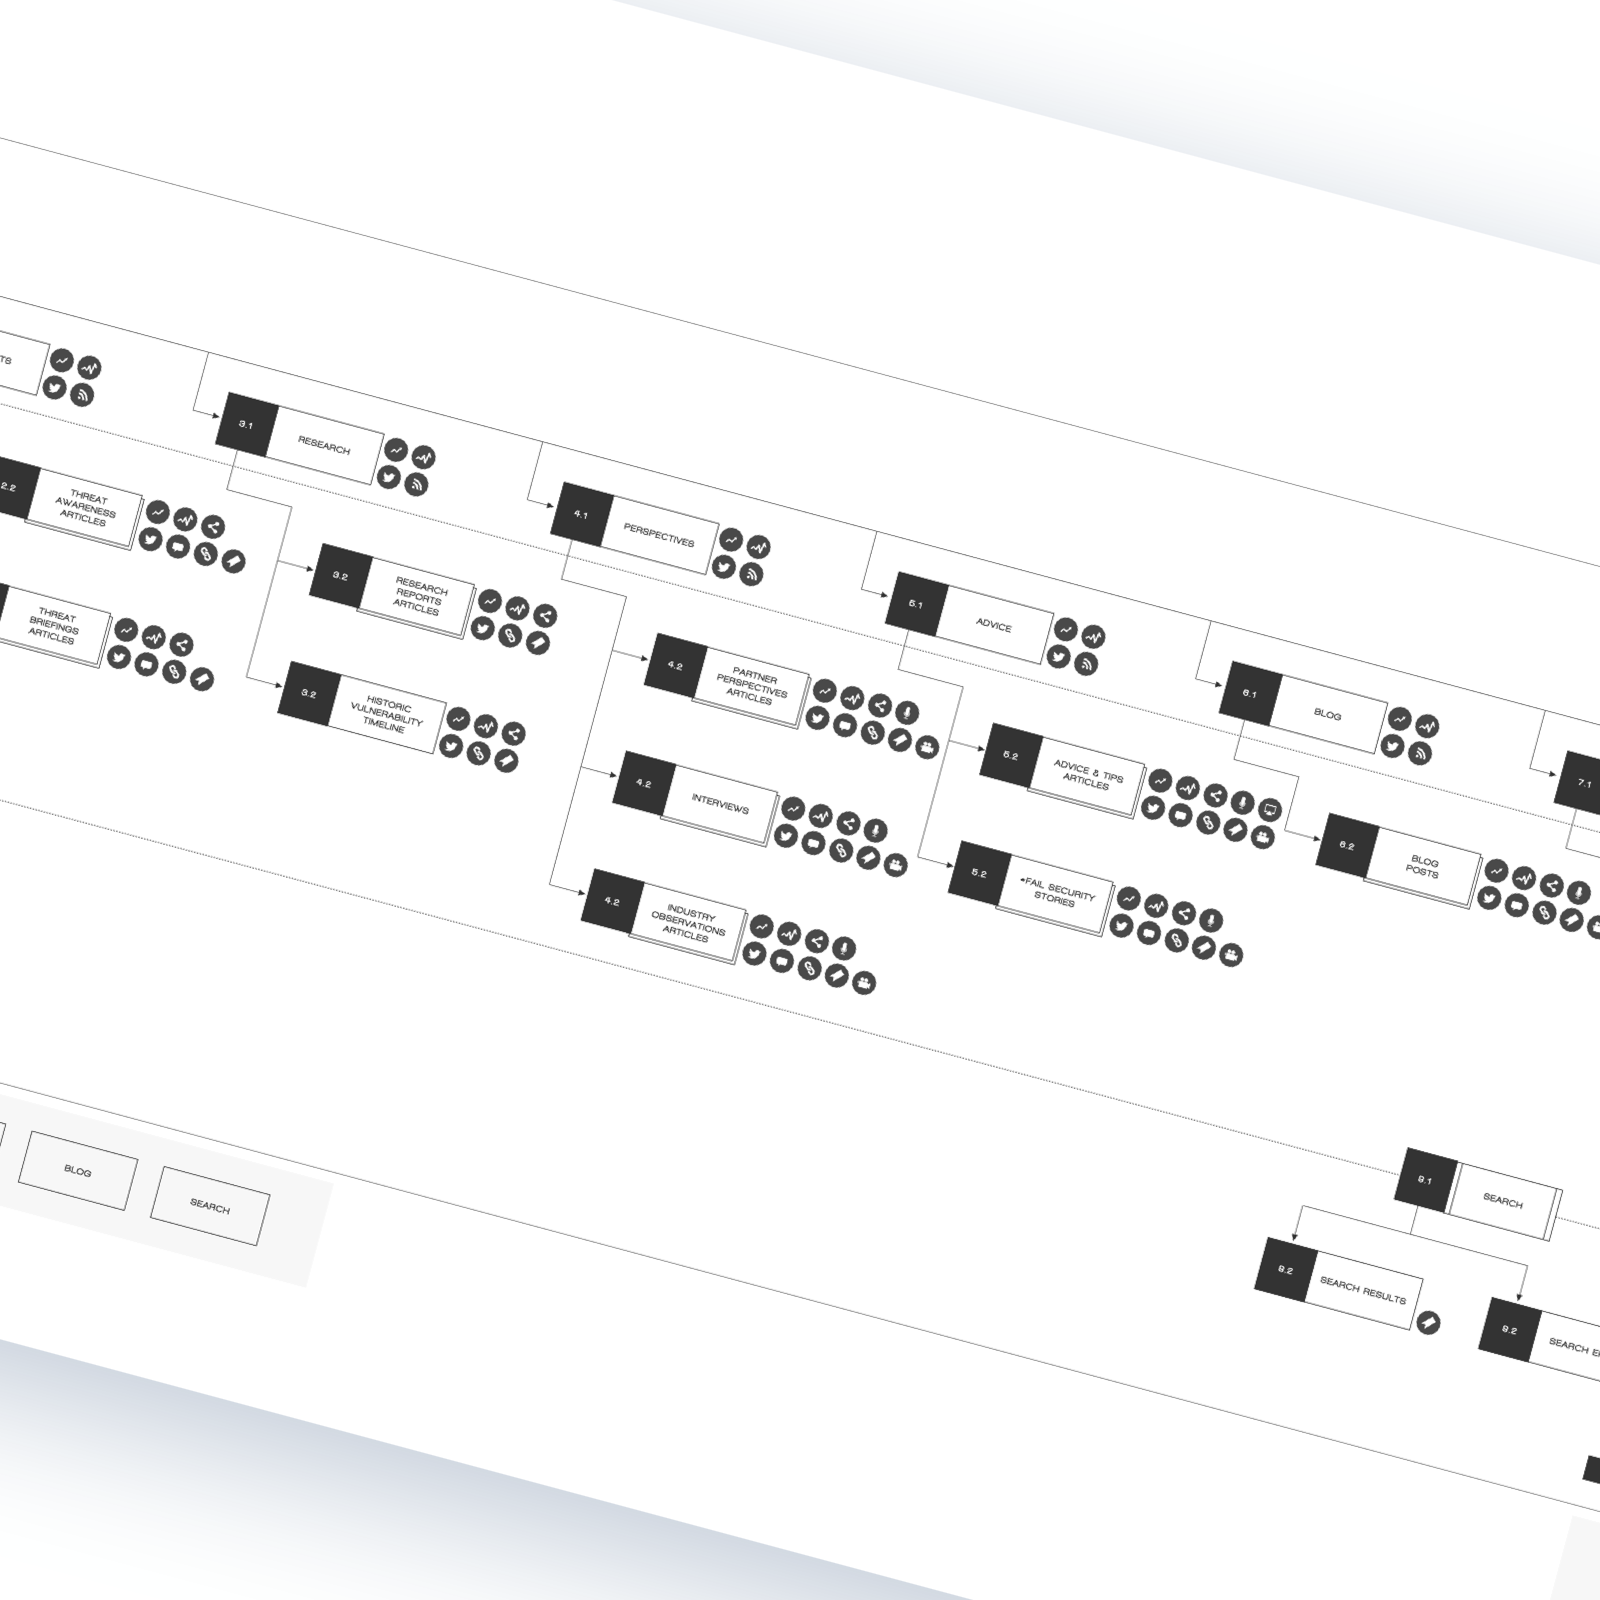 TS
3.1
RESEARCH
2.2
THREAT
AWARENESS
ARTICLES
THREAT
BRIEFINGS
ARTICLES
3.2
RESEARCH
REPORTS
ARTICLES
3.2
HISTORIC
VULNERABILITY
TIMELINE
4.1
PERSPECTIVES
4.2
PARTNER
PERSPECTIVES
ARTICLES
4.2
INTERVIEWS
4.2
INDUSTRY
OBSERVATIONS
ARTICLES
5.1
ADVICE
5.2
ADVICE & TIPS
ARTICLES
5.2
#FAIL SECURITY
STORIES
6.1
BLOG
6.2
BLOG
POSTS
7.1
BLOG
SEARCH
9.1
SEARCH
9.2
SEARCH RESULTS
9.2
SEARCH